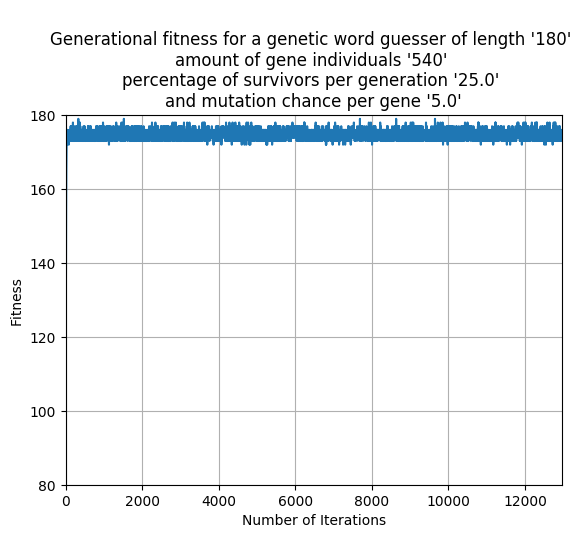 Generational fitness for a genetic word guesser of length '180'
amount of gene individuals '540'
percentage of survivors per generation '25.0'
and mutation chance per gene '5.0'
180
160
140
120
100
80
Fitness
0 2000 4000 6000 8000 10000 12000
Number of Iterations